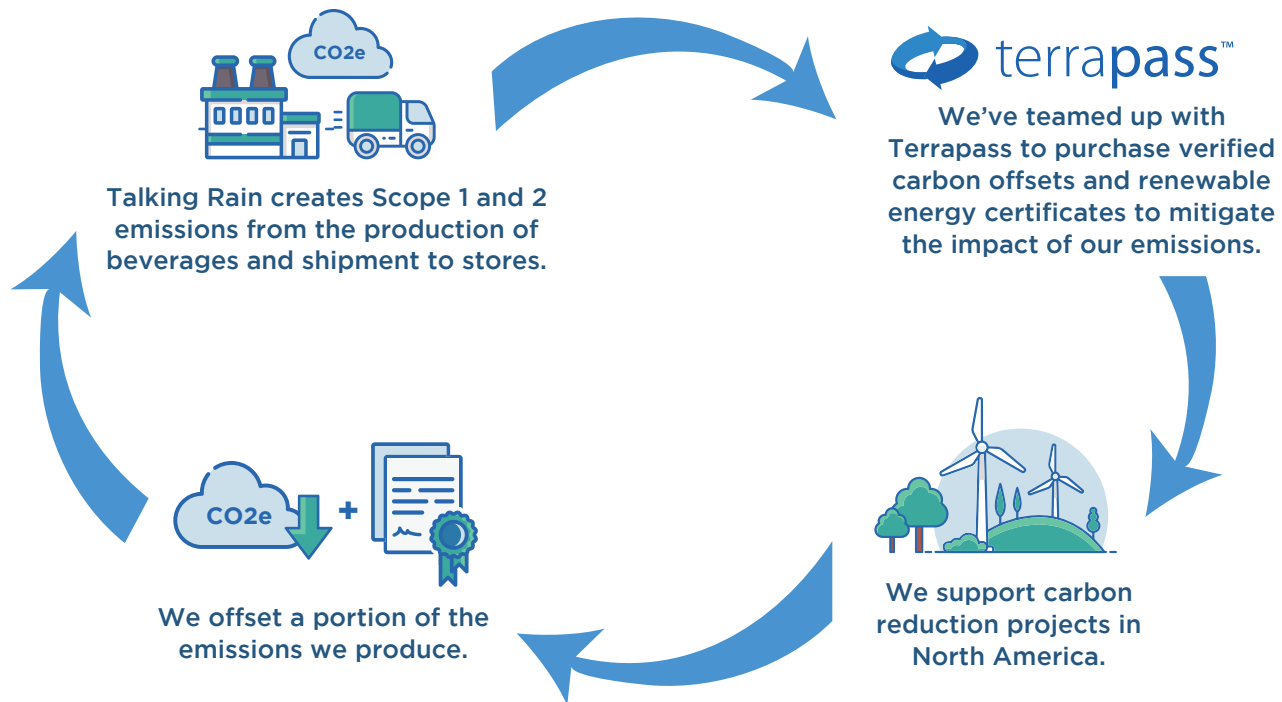 CO2e
Talking Rain creates Scope 1 and 2
emissions from the production of
beverages and shipment to stores.
terrapass™
We’ve teamed up with
Terrapass to purchase verified
carbon offsets and renewable
energy certificates to mitigate
the impact of our emissions.
We support carbon
reduction projects in
North America.
CO2e +
We offset a portion of the
emissions we produce.